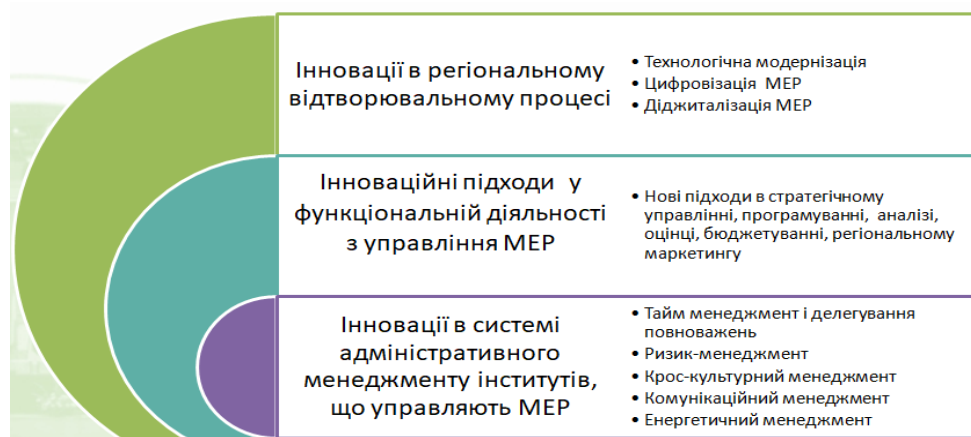 Інновації в регіональному
відтворювальному процесі
• Технологічна модернізація
• Цифровізація МЕР
• Діджиталізація МЕР
Інноваційні підходи у
функціональній діяльності
з управління МЕР
• Нові підходи в стратегічному
управлінні, програмуванні, аналізі,
оцінці, бюджетуванні, регіональному
маркетингу
Інновації в системі
адміністративного
менеджменту інститутів,
що управляють МЕР
• Тайм менеджмент і делегування
повноважень
• Ризик-менеджмент
• Крос-культурний менеджмент
• Комунікаційний менеджмент
• Енергетичний менеджмент